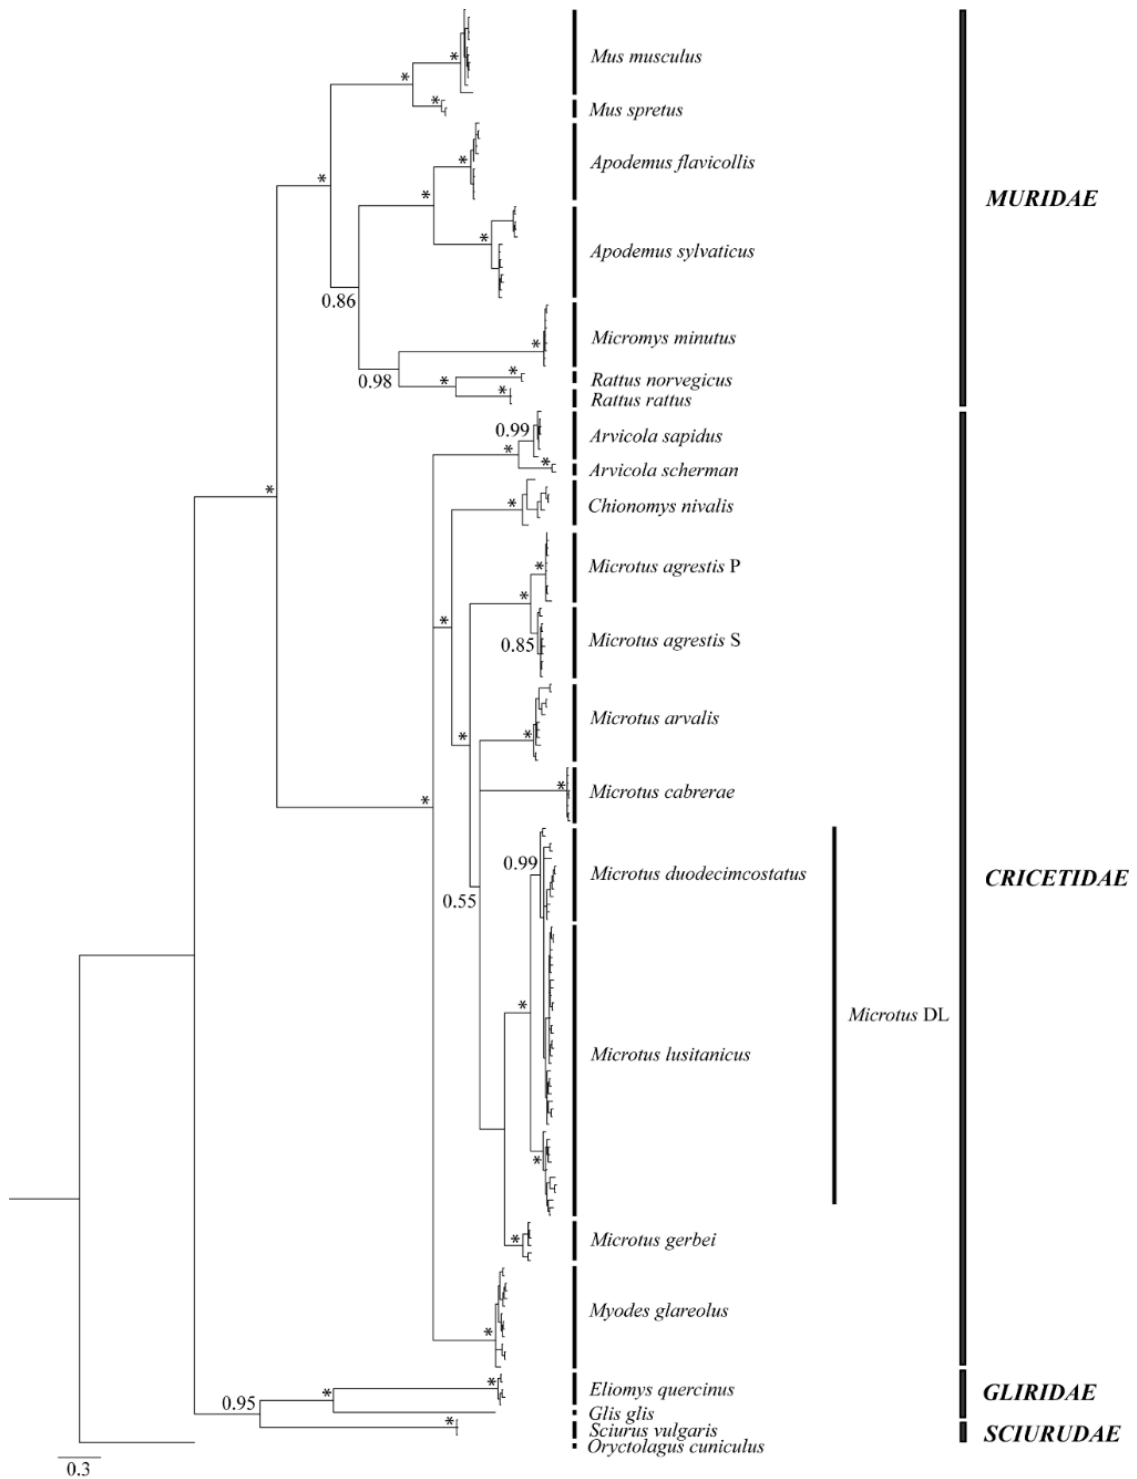 Mus musculus
Mus spretus
Apodemus flavicollis
MURIDAE
Apodemus sylvaticus
0.86
Micromys minutus
0.98
Rattus norvegicus
Rattus rattus
0.99
Arvicola sapidus
Arvicola scherman
Chionomys nivalis
Microtus agrestis P
0.85
Microtus agrestis S
Microtus arvalis
Microtus cabrerae
0.99
Microtus duodecimcostatus
CRICETIDAE
0.55
Microtus DL
Microtus lusitanicus
Microtus gerbei
Myodes glareolus
0.95
Eliomys quercinus
GLIRIDAE
Glis glis
Sciurus vulgaris
SCIURUDAE
Oryctolagus cuniculus
0.3